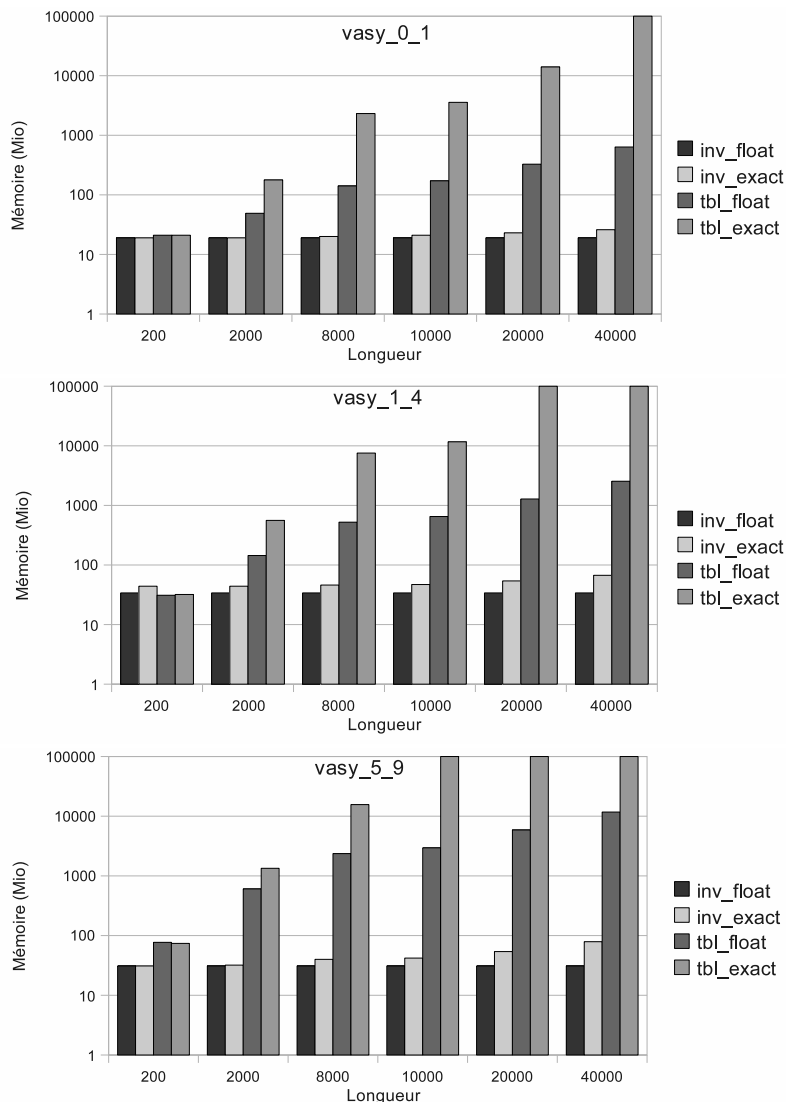 vasy_0_1
Mémoire (Mio)
100000
10000
1000
100
10
1
200 2000 8000 10000 20000 40000
Longueur
inv_float
inv_exact
tbl_float
tbl_exact
vasy_1_4
Mémoire (Mio)
100000
10000
1000
100
10
1
200 2000 8000 10000 20000 40000
Longueur
inv_float
inv_exact
tbl_float
tbl_exact
vasy_5_9
Mémoire (Mio)
100000
10000
1000
100
10
1
200 2000 8000 10000 20000 40000
Longueur
inv_float
inv_exact
tbl_float
tbl_exact